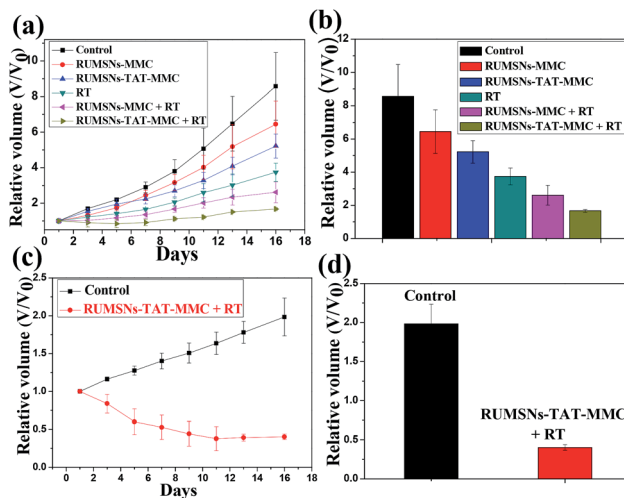 (a)
Relative volume (V/V0)
10
8
6
4
2
Control
RUMSNs-MMC
RUMSNs-TAT-MMC
RT
RUMSNs-MMC + RT
RUMSNs-TAT-MMC + RT
0 2 4 6 8 10 12 14 16 18
Days
(b)
Relative volume (V/V0)
12
10
8
6
4
2
0
Control
RUMSNs-MMC
RUMSNs-TAT-MMC
RT
RUMSNs-MMC + RT
RUMSNs-TAT-MMC + RT
(c)
Relative volume (V/V0)
2.5
2.0
1.5
1.0
0.5
0.0
Control
RUMSNs-TAT-MMC + RT
0 2 4 6 8 10 12 14 16 18
Days
(d)
Relative volume (V/V0)
2.5
2.0
1.5
1.0
0.5
0.0
Control
RUMSNs-TAT-MMC
+ RT